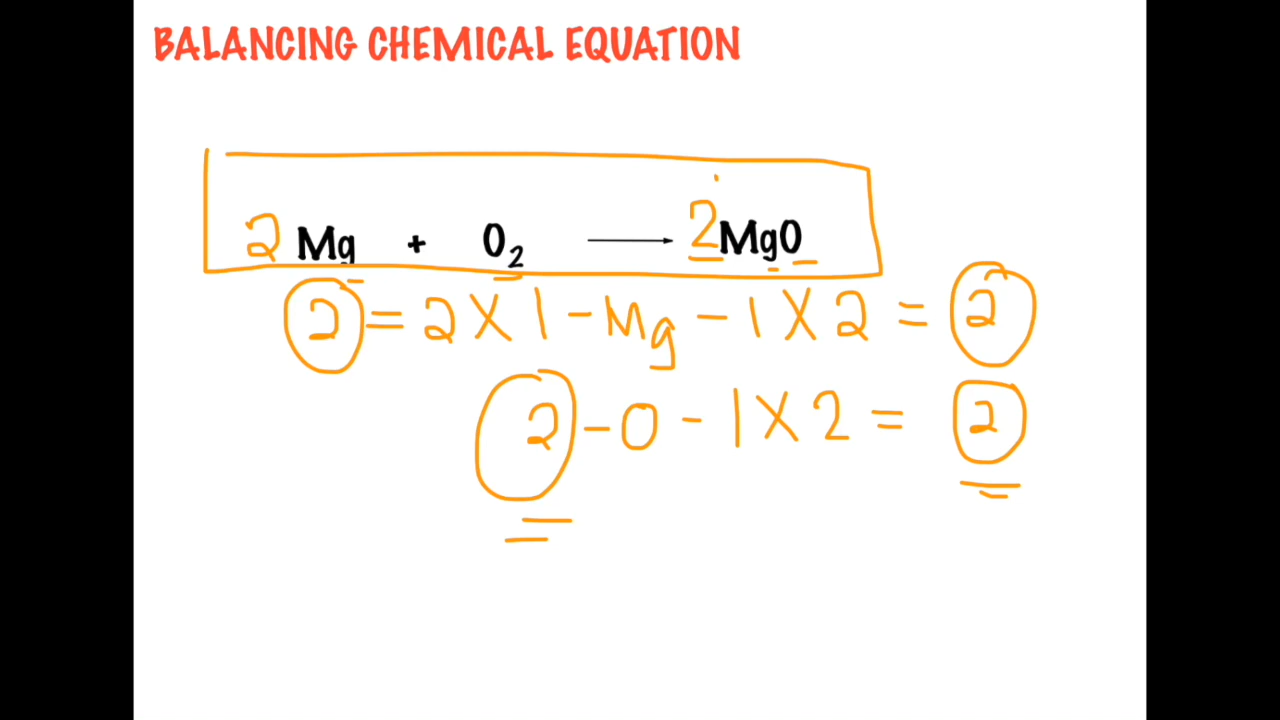 BALANCING CHEMICAL EQUATION
2 Mg + O₂ → 2MgO
2 = 2 X 1 - Mg - 1 X 2 = 2
2 - O - 1 X 2 = 2